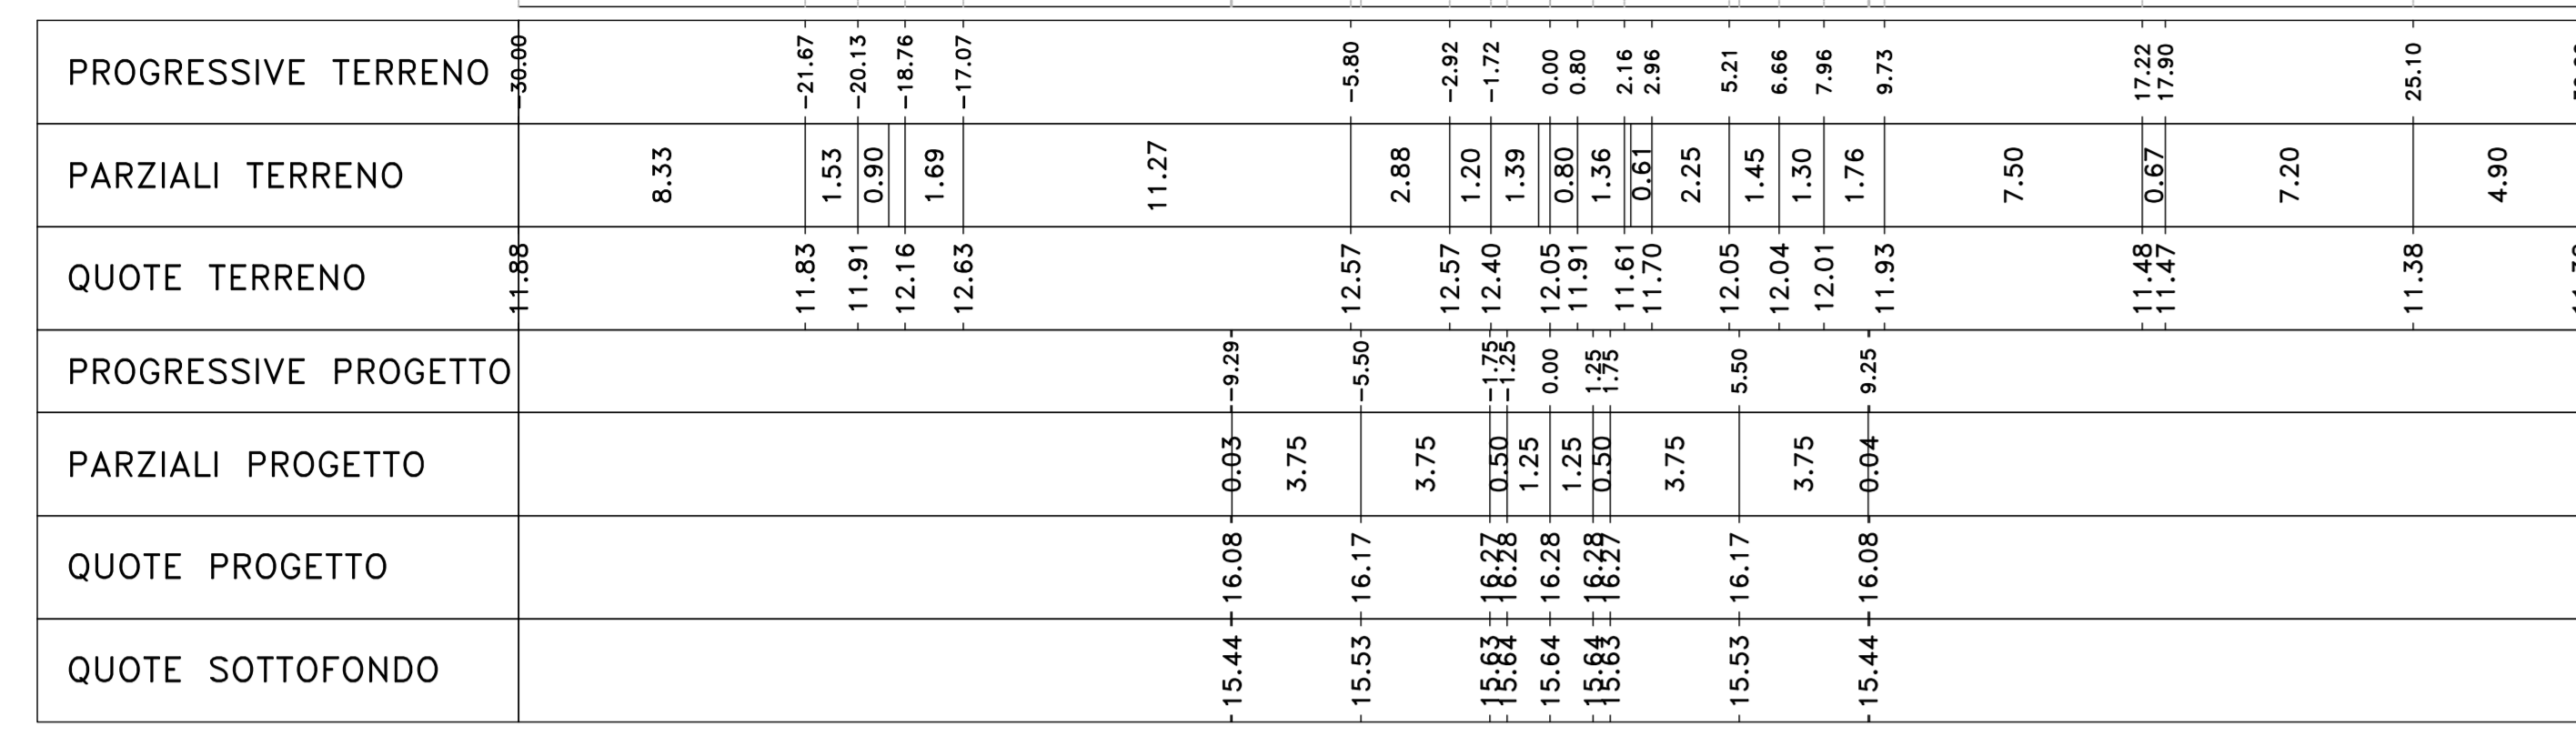 PROGRESSIVE TERRENO -30.00 -21.67 -20.13 -18.76 -17.07 -5.80 -2.92 -1.72 0.00 0.80 2.16 2.96 5.21 6.66 7.96 9.73 17.22 17.90 25.10
PARZIALI TERRENO 8.33 1.53 0.90 1.69 11.27 2.88 1.20 1.39 0.80 1.36 0.61 2.25 1.45 1.30 1.76 7.50 0.67 7.20 4.90
QUOTE TERRENO 11.88 11.83 11.91 12.16 12.63 12.57 12.57 12.40 12.05 11.91 11.61 11.70 12.05 12.04 12.01 11.93 11.48 11.47 11.38
PROGRESSIVE PROGETTO -9.29 -5.50 -1.75 -1.25 0.00 1.25 1.75 5.50 9.25
PARZIALI PROGETTO 0.03 3.75 3.75 0.50 1.25 1.25 0.50 3.75 3.75 0.04
QUOTE PROGETTO 16.08 16.17 16.27 16.28 16.28 16.28 16.27 16.17 16.08
QUOTE SOTTOFONDO 15.44 15.53 15.63 15.64 15.64 15.64 15.63 15.53 15.44